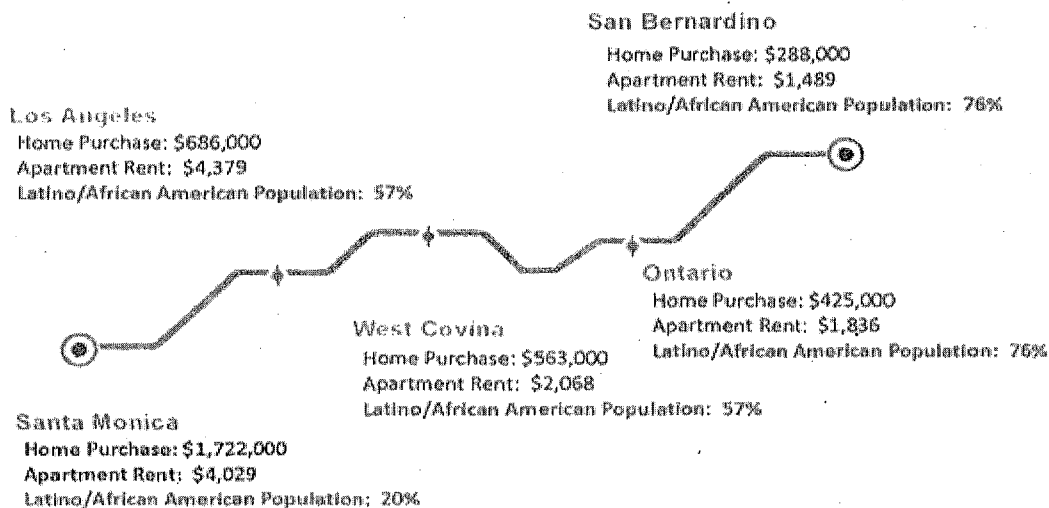 San Bernardino
Home Purchase: $288,000
Apartment Rent: $1,489
Latino/African American Population: 76%
Los Angeles
Home Purchase: $686,000
Apartment Rent: $4,379
Latino/African American Population: 57%
Ontario
Home Purchase: $425,000
Apartment Rent: $1,836
Latino/African American Population: 76%
West Covina
Home Purchase: $563,000
Apartment Rent: $2,068
Latino/African American Population: 57%
Santa Monica
Home Purchase: $1,722,000
Apartment Rent: $4,029
Latino/African American Population: 20%